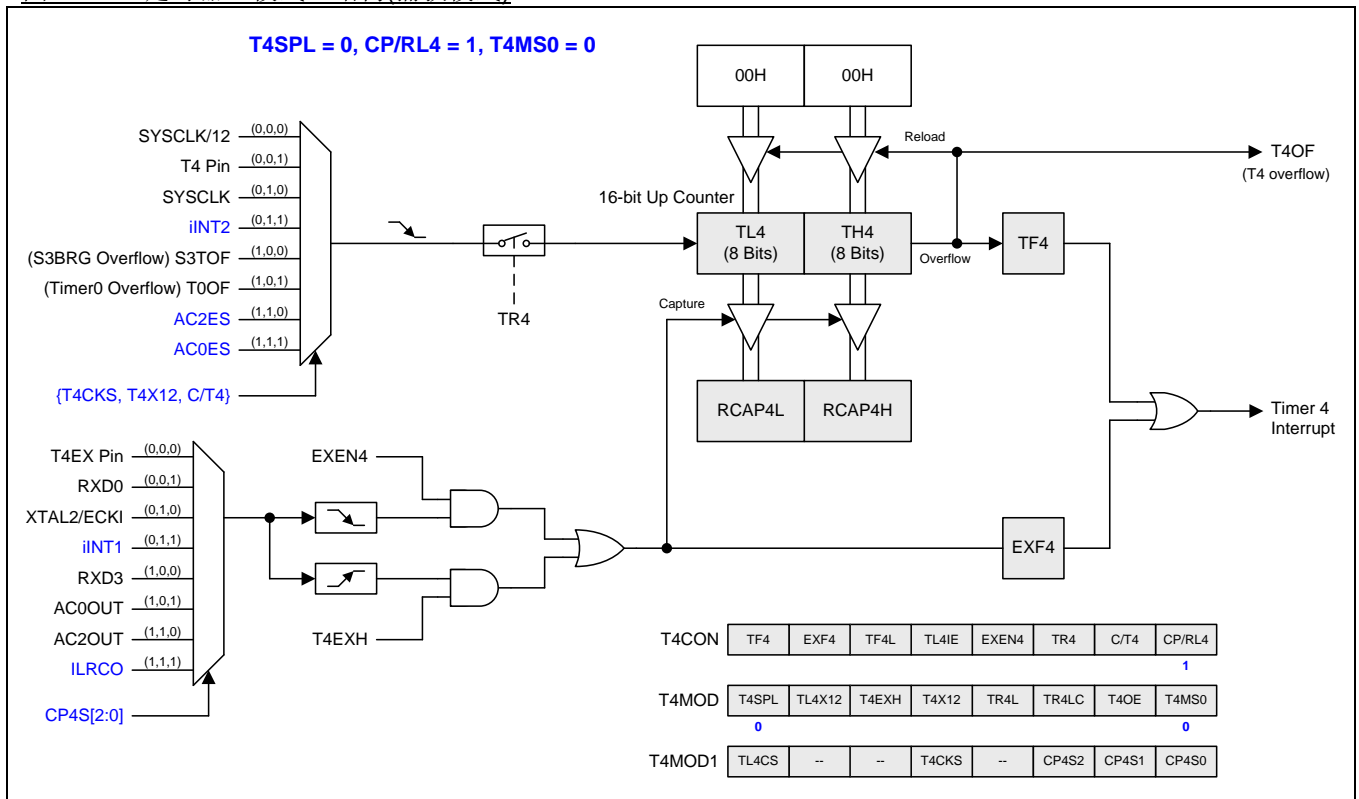 T4SPL = 0, CP/RL4 = 1, T4MS0 = 0
00H 00H
SYSCLK/12 (0,0,0)
T4 Pin (0,0,1)
SYSCLK (0,1,0)
iINT2 (0,1,1)
(S3BRG Overflow) S3TOF (1,0,0)
(Timer0 Overflow) T0OF (1,0,1)
AC2ES (1,1,0)
AC0ES (1,1,1)
{T4CKS, T4X12, C/T4}
TR4
Reload
T4OF
(T4 overflow)
16-bit Up Counter
TL4
(8 Bits)
TH4
(8 Bits)
Overflow
TF4
Capture
RCAP4L RCAP4H
Timer 4
Interrupt
T4EX Pin (0,0,0)
RXD0 (0,0,1)
XTAL2/ECKI (0,1,0)
iINT1 (0,1,1)
RXD3 (1,0,0)
AC0OUT (1,0,1)
AC2OUT (1,1,0)
ILRCO (1,1,1)
CP4S[2:0]
EXEN4
T4EXH
EXF4
T4CON TF4 EXF4 TF4L TL4IE EXEN4 TR4 C/T4 CP/RL4
1
T4MOD T4SPL TL4X12 T4EXH T4X12 TR4L TR4LC T4OE T4MS0
0 0
T4MOD1 TL4CS -- -- T4CKS -- CP4S2 CP4S1 CP4S0